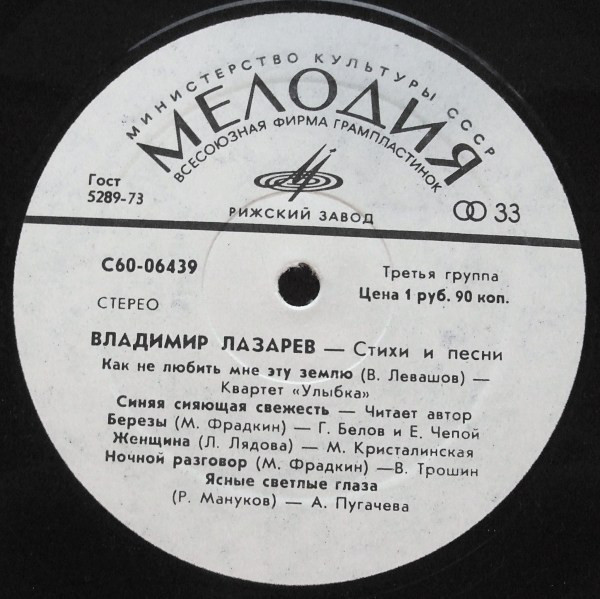 МИНИСТЕРСТВО КУЛЬТУРЫ СССР
МЕЛОДИЯ
ВСЕСОЮЗНАЯ ФИРМА ГРАМПЛАСТИНОК
Гост
5289-73
РИЖСКИЙ ЗАВОД
33
С60-06439
Третья группа
СТЕРЕО
Цена 1 руб. 90 коп.
ВЛАДИМИР ЛАЗАРЕВ — Стихи и песни
Как не любить мне эту землю (В. Левашов) —
Квартет «Улыбка»
Синяя сияющая свежесть — Читает автор
Березы (М. Фрадкин) — Г. Белов и Е. Чепой
Женщина (Л. Лядова) — М. Кристалинская
Ночной разговор (М. Фрадкин) —В. Трошин
Ясные светлые глаза
(Р. Мануков) — А. Пугачева